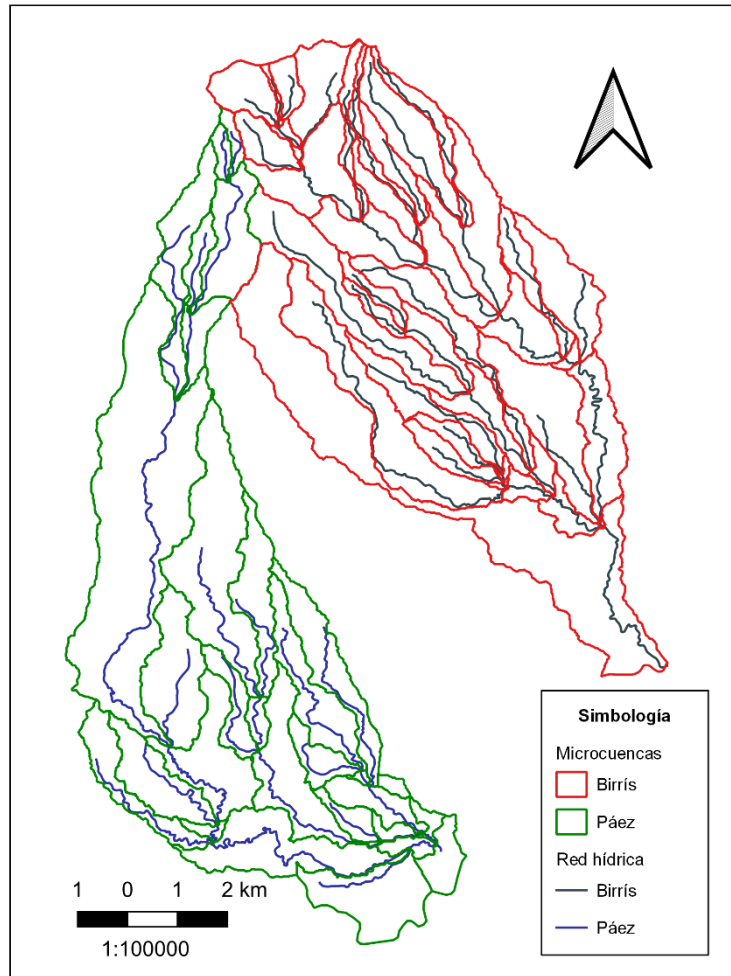 Simbología
Microcuencas
Birrís
Páez
Red hídrica
Birrís
Páez
1 0 1 2 km
1:100000